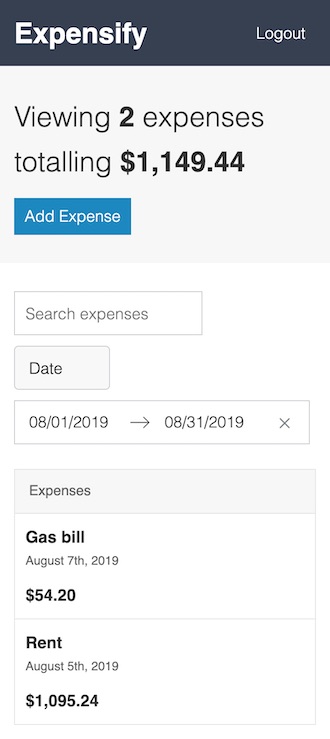 Expensify
Logout
Viewing 2 expenses
totalling $1,149.44
Add Expense
Search expenses
Date
08/01/2019 → 08/31/2019 ×
Expenses
Gas bill
August 7th, 2019
$54.20
Rent
August 5th, 2019
$1,095.24